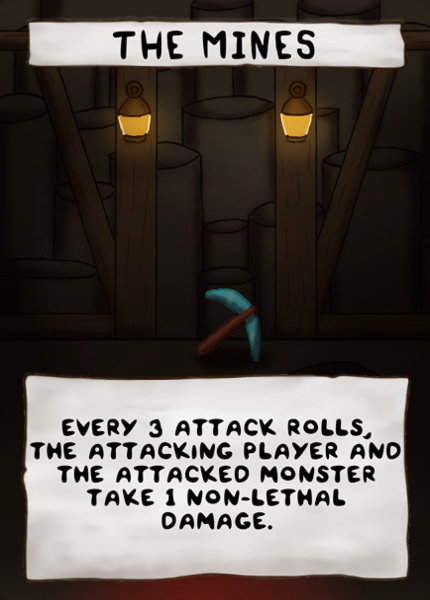 THE MINES
EVERY 3 ATTACK ROLLS,
THE ATTACKING PLAYER AND
THE ATTACKED MONSTER
TAKE 1 NON-LETHAL
DAMAGE.